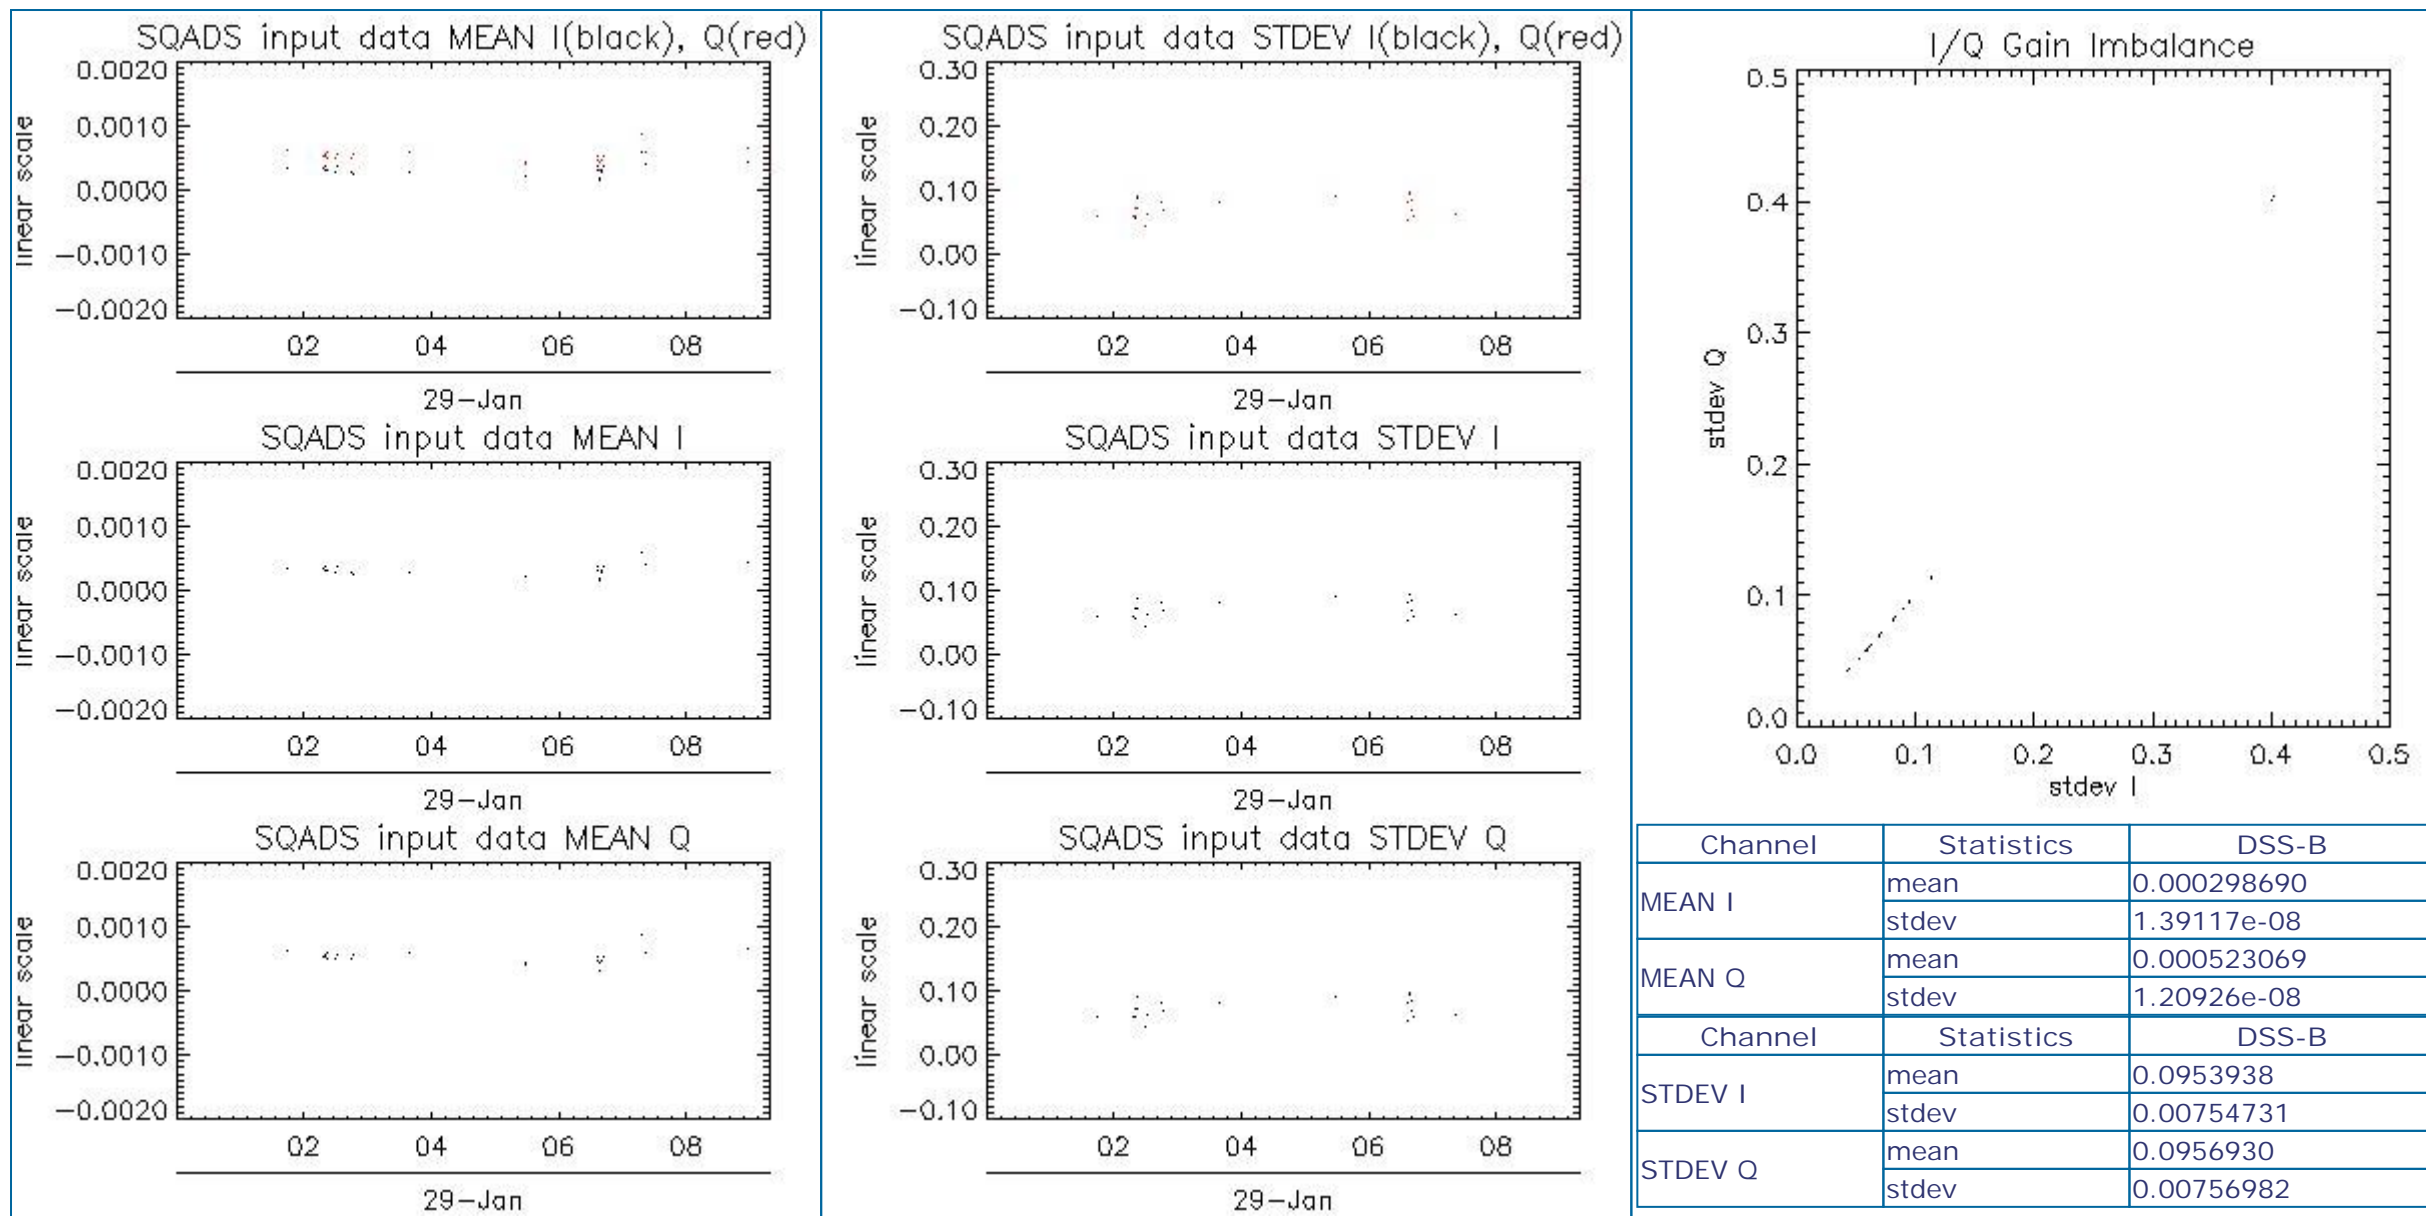 SQADS input data MEAN I(black), Q(red)
0.0020
0.0010
0.0000
−0.0010
−0.0020
linear scale
02 04 06 08
29−Jan
SQADS input data MEAN I
0.0020
0.0010
0.0000
−0.0010
−0.0020
linear scale
02 04 06 08
29−Jan
SQADS input data MEAN Q
0.0020
0.0010
0.0000
−0.0010
−0.0020
linear scale
02 04 06 08
29−Jan
SQADS input data STDEV I(black), Q(red)
0.30
0.20
0.10
0.00
−0.10
linear scale
02 04 06 08
29−Jan
SQADS input data STDEV I
0.30
0.20
0.10
0.00
−0.10
linear scale
02 04 06 08
29−Jan
SQADS input data STDEV Q
0.30
0.20
0.10
0.00
−0.10
linear scale
02 04 06 08
29−Jan
I/Q Gain Imbalance
0.5
0.4
0.3
0.2
0.1
0.0
stdev Q
0.0 0.1 0.2 0.3 0.4 0.5
stdev I
Channel Statistics DSS-B
MEAN I mean 0.000298690
stdev 1.39117e-08
MEAN Q mean 0.000523069
stdev 1.20926e-08
Channel Statistics DSS-B
STDEV I mean 0.0953938
stdev 0.00754731
STDEV Q mean 0.0956930
stdev 0.00756982